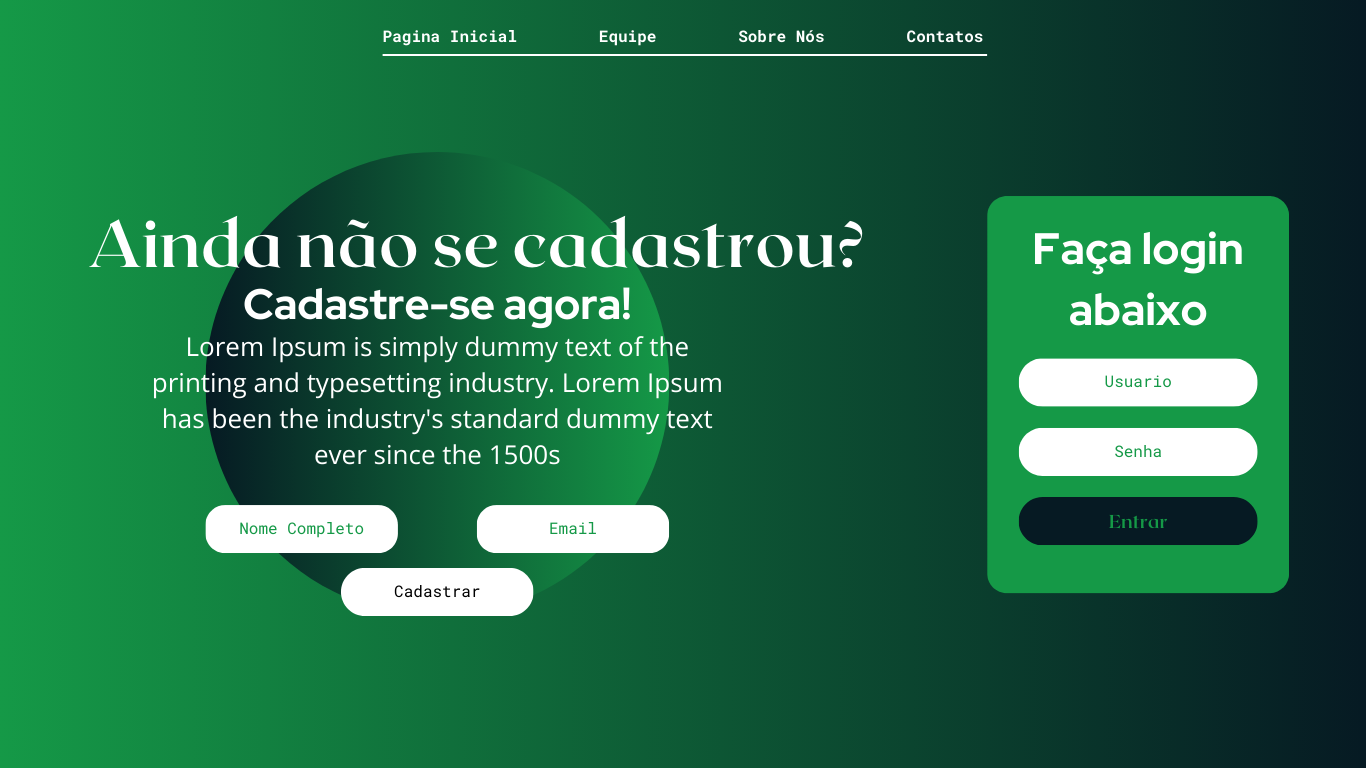 Pagina Inicial Equipe Sobre Nós Contatos
Ainda não se cadastrou?
Cadastre-se agora!
Lorem Ipsum is simply dummy text of the
printing and typesetting industry. Lorem Ipsum
has been the industry's standard dummy text
ever since the 1500s
Nome Completo Email
Cadastrar
Faça login
abaixo
Usuario
Senha
Entrar